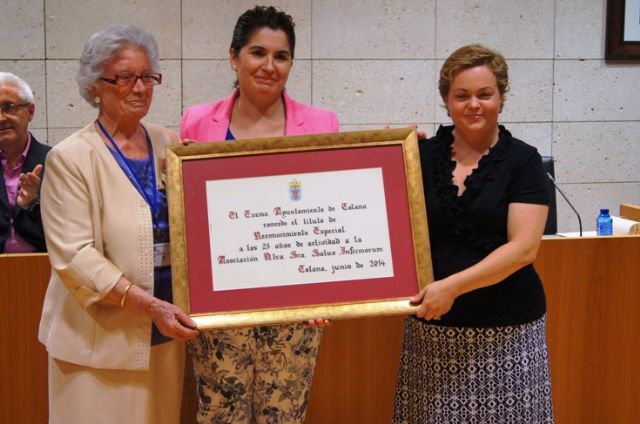 El Excmo Ayuntamiento de Totana
concede el título de
Reconocimiento Especial
a los 25 años de actividad a la
Asociación Ntra. Sra. Salus Infirmorum
Totana, junio de 2014